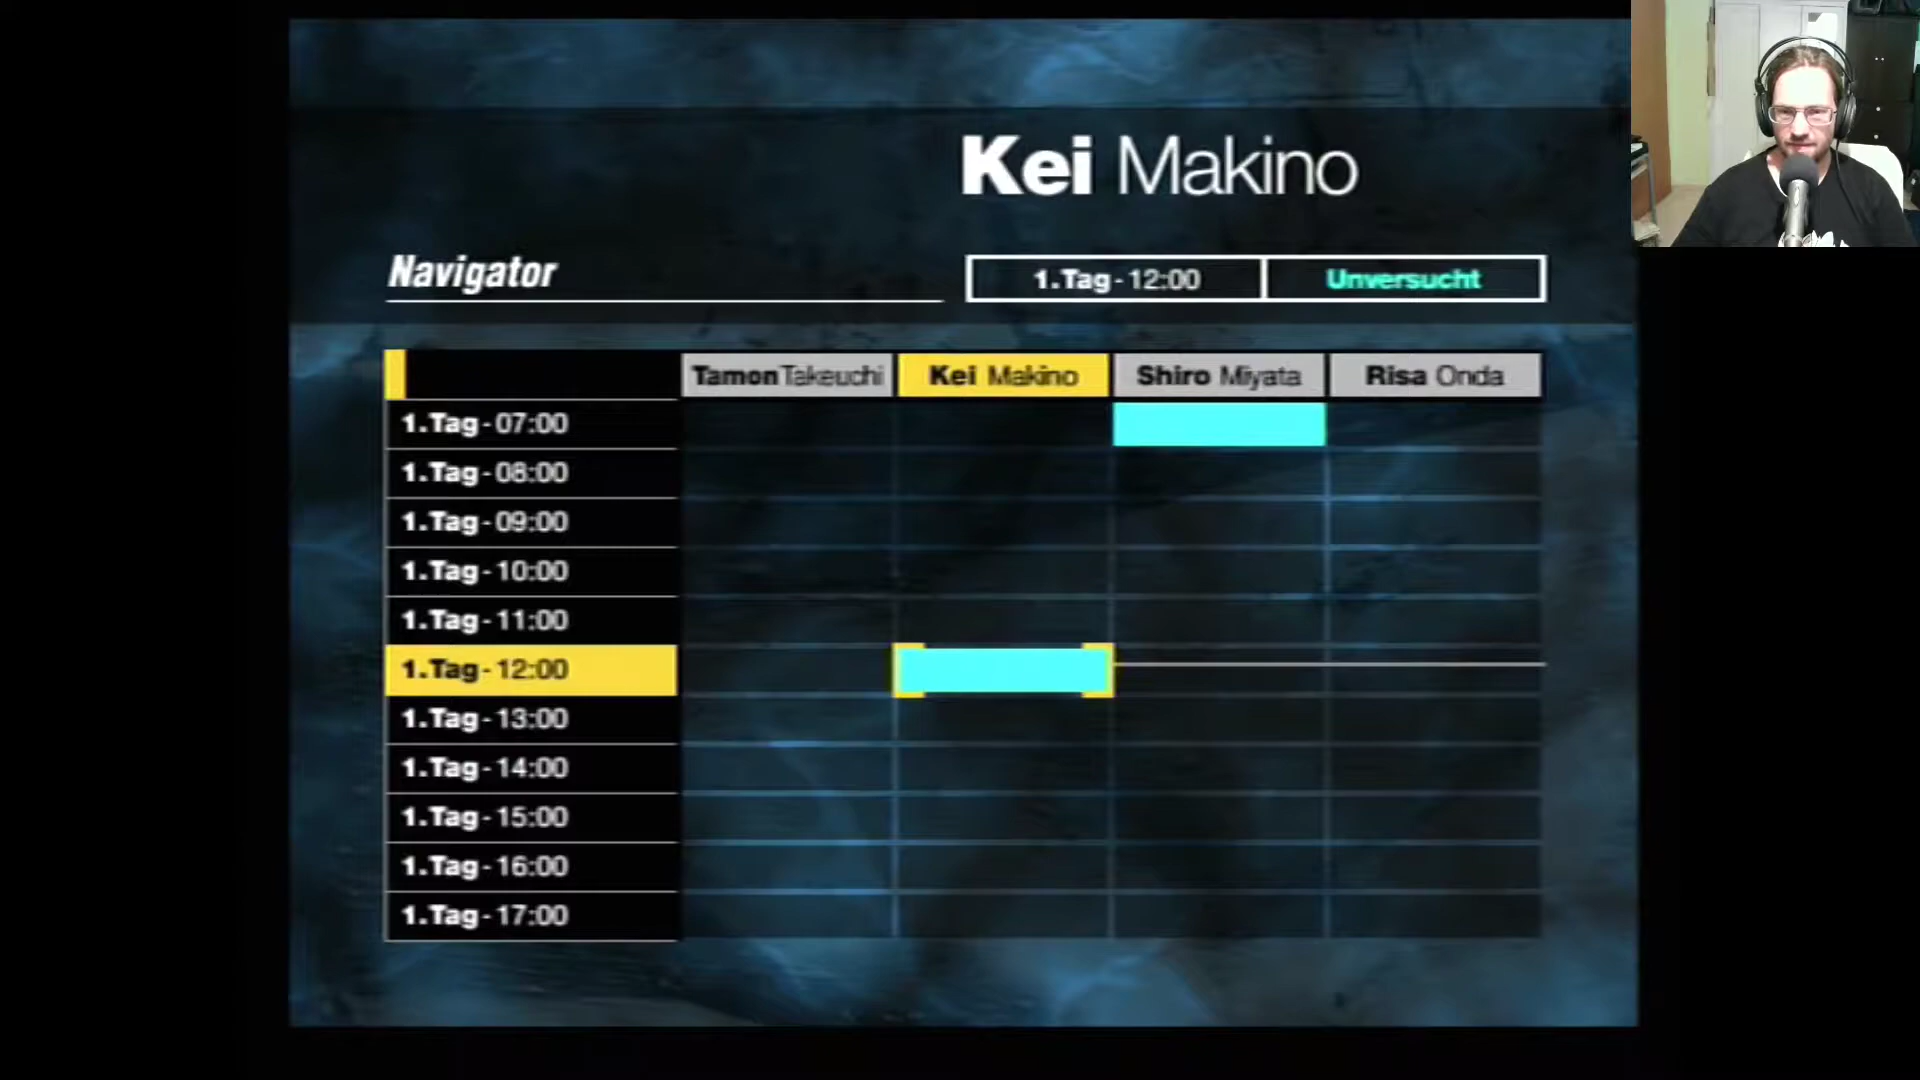 Kei Makino
Navigator
1.Tag - 12:00 Unversucht
Tamon Takeuchi Kei Makino Shiro Miyata Risa Onda
1.Tag - 07:00
1.Tag - 08:00
1.Tag - 09:00
1.Tag - 10:00
1.Tag - 11:00
1.Tag - 12:00
1.Tag - 13:00
1.Tag - 14:00
1.Tag - 15:00
1.Tag - 16:00
1.Tag - 17:00